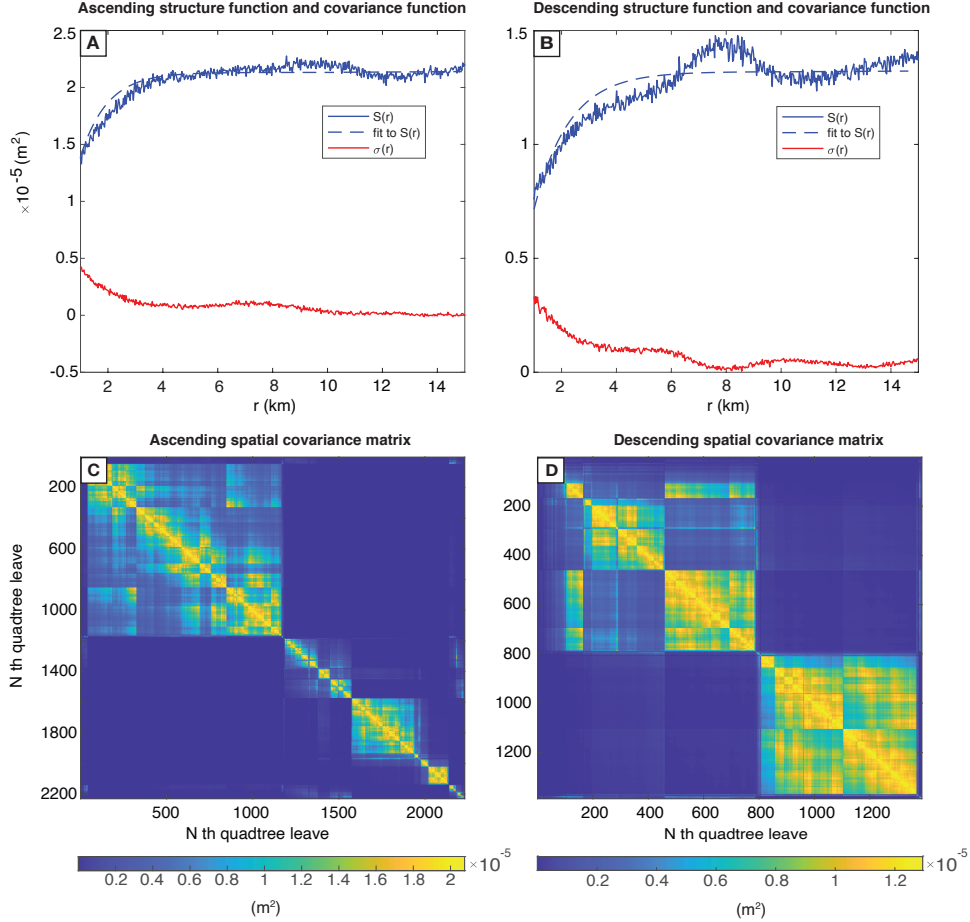 Ascending structure function and covariance function
A
2.5
2
1.5
1
0.5
0
-0.5
×10⁻⁵ (m²)
S(r)
fit to S(r)
σ(r)
2 4 6 8 10 12 14
r (km)
Descending structure function and covariance function
B
1.5
1
0.5
0
S(r)
fit to S(r)
σ(r)
2 4 6 8 10 12 14
r (km)
Ascending spatial covariance matrix
C
200
600
1000
1400
1800
2200
N th quadtree leave
500 1000 1500 2000
N th quadtree leave
0.2 0.4 0.6 0.8 1 1.2 1.4 1.6 1.8 2
×10⁻⁵
(m²)
Descending spatial covariance matrix
D
200
400
600
800
1000
1200
200 400 600 800 1000 1200
N th quadtree leave
0.2 0.4 0.6 0.8 1 1.2
×10⁻⁵
(m²)